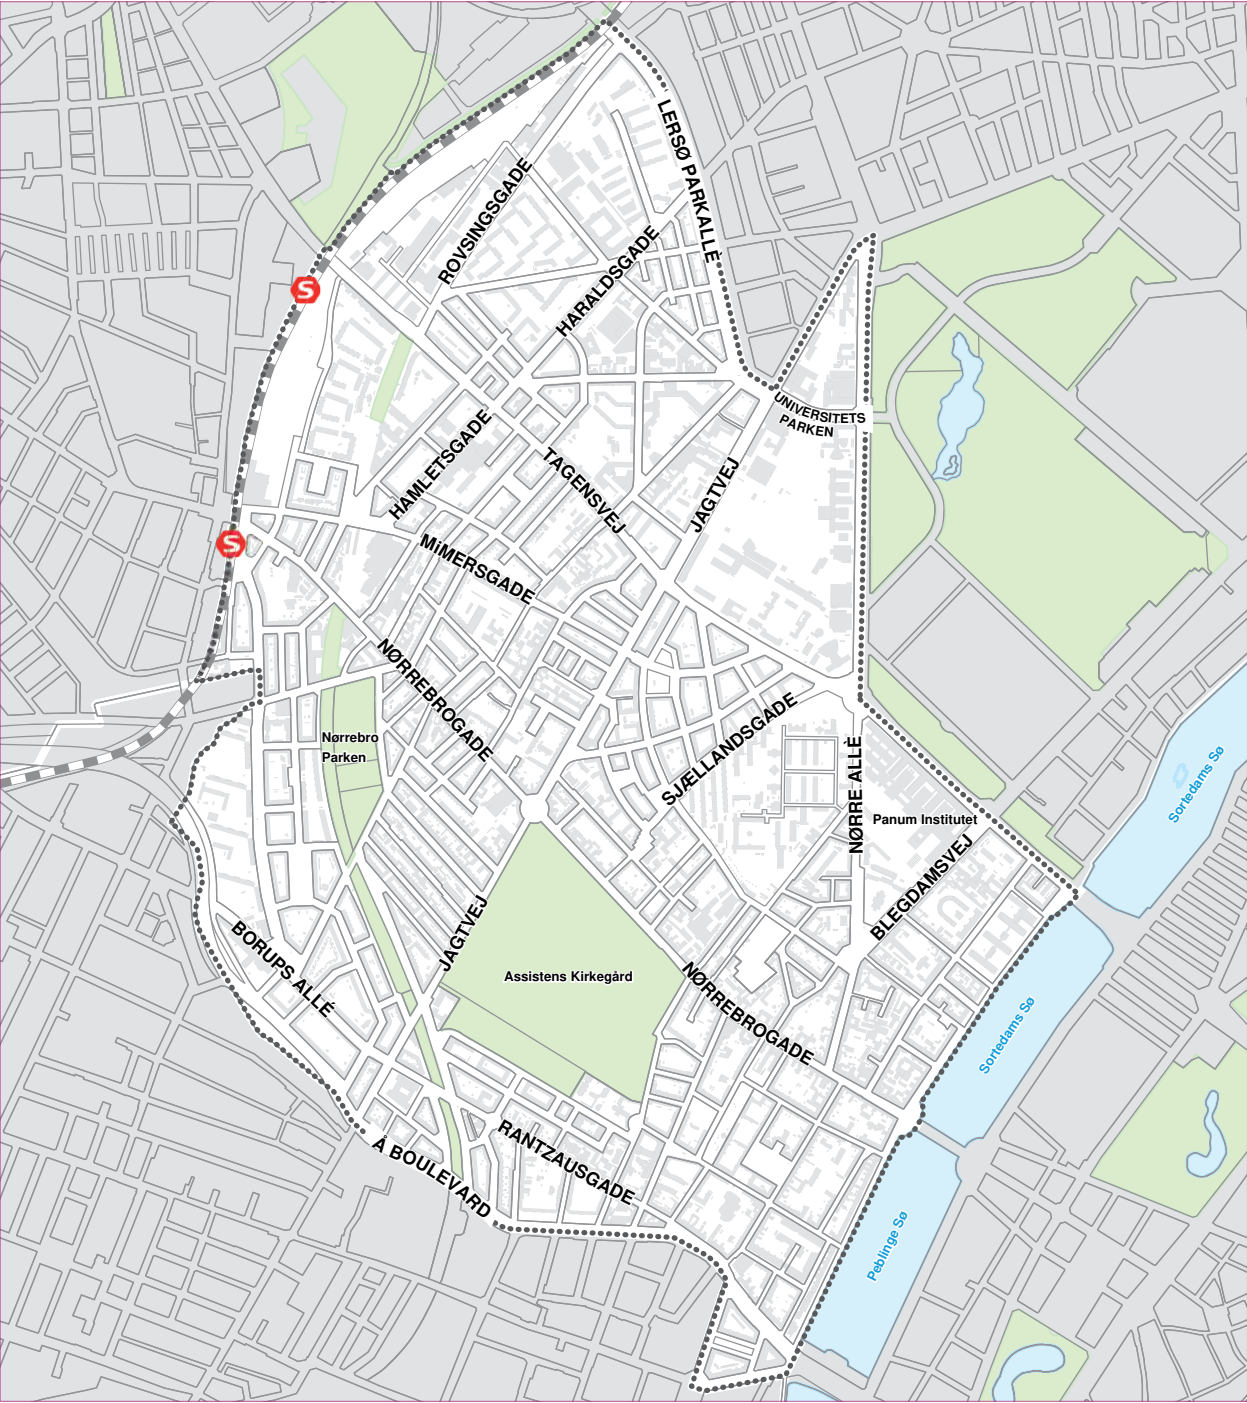 LERSØ PARKALLÉ
ROVSINGSGADE
HARALDSGADE
S
UNIVERSITETS
PARKEN
HAMLETSGADE
TAGENSVEJ
JAGTVEJ
S
MiMERSGADE
NØRREBROGADE
SJÆLLANDSGADE
Nørrebro
Parken
NØRRE ALLÉ
Sortedams Sø
Panum Institutet
BLEGDAMSVEJ
JAGTVEJ
BORUPS ALLÉ
Assistens Kirkegård
NØRREBROGADE
Sortedams Sø
Å BOULEVARD
RANTZAUSGADE
Peblinge Sø